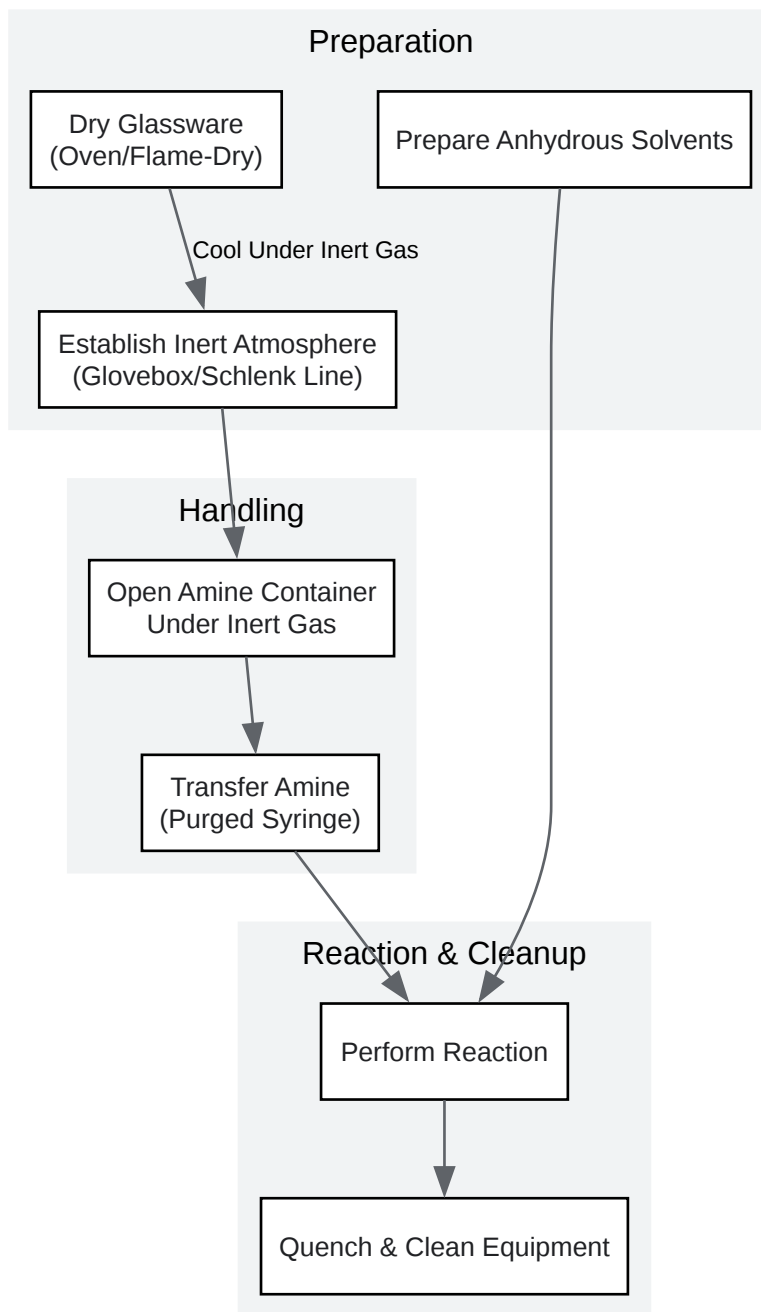 Preparation
Dry Glassware
(Oven/Flame-Dry)
Prepare Anhydrous Solvents
Cool Under Inert Gas
Establish Inert Atmosphere
(Glovebox/Schlenk Line)
Handling
Open Amine Container
Under Inert Gas
Transfer Amine
(Purged Syringe)
Reaction & Cleanup
Perform Reaction
Quench & Clean Equipment